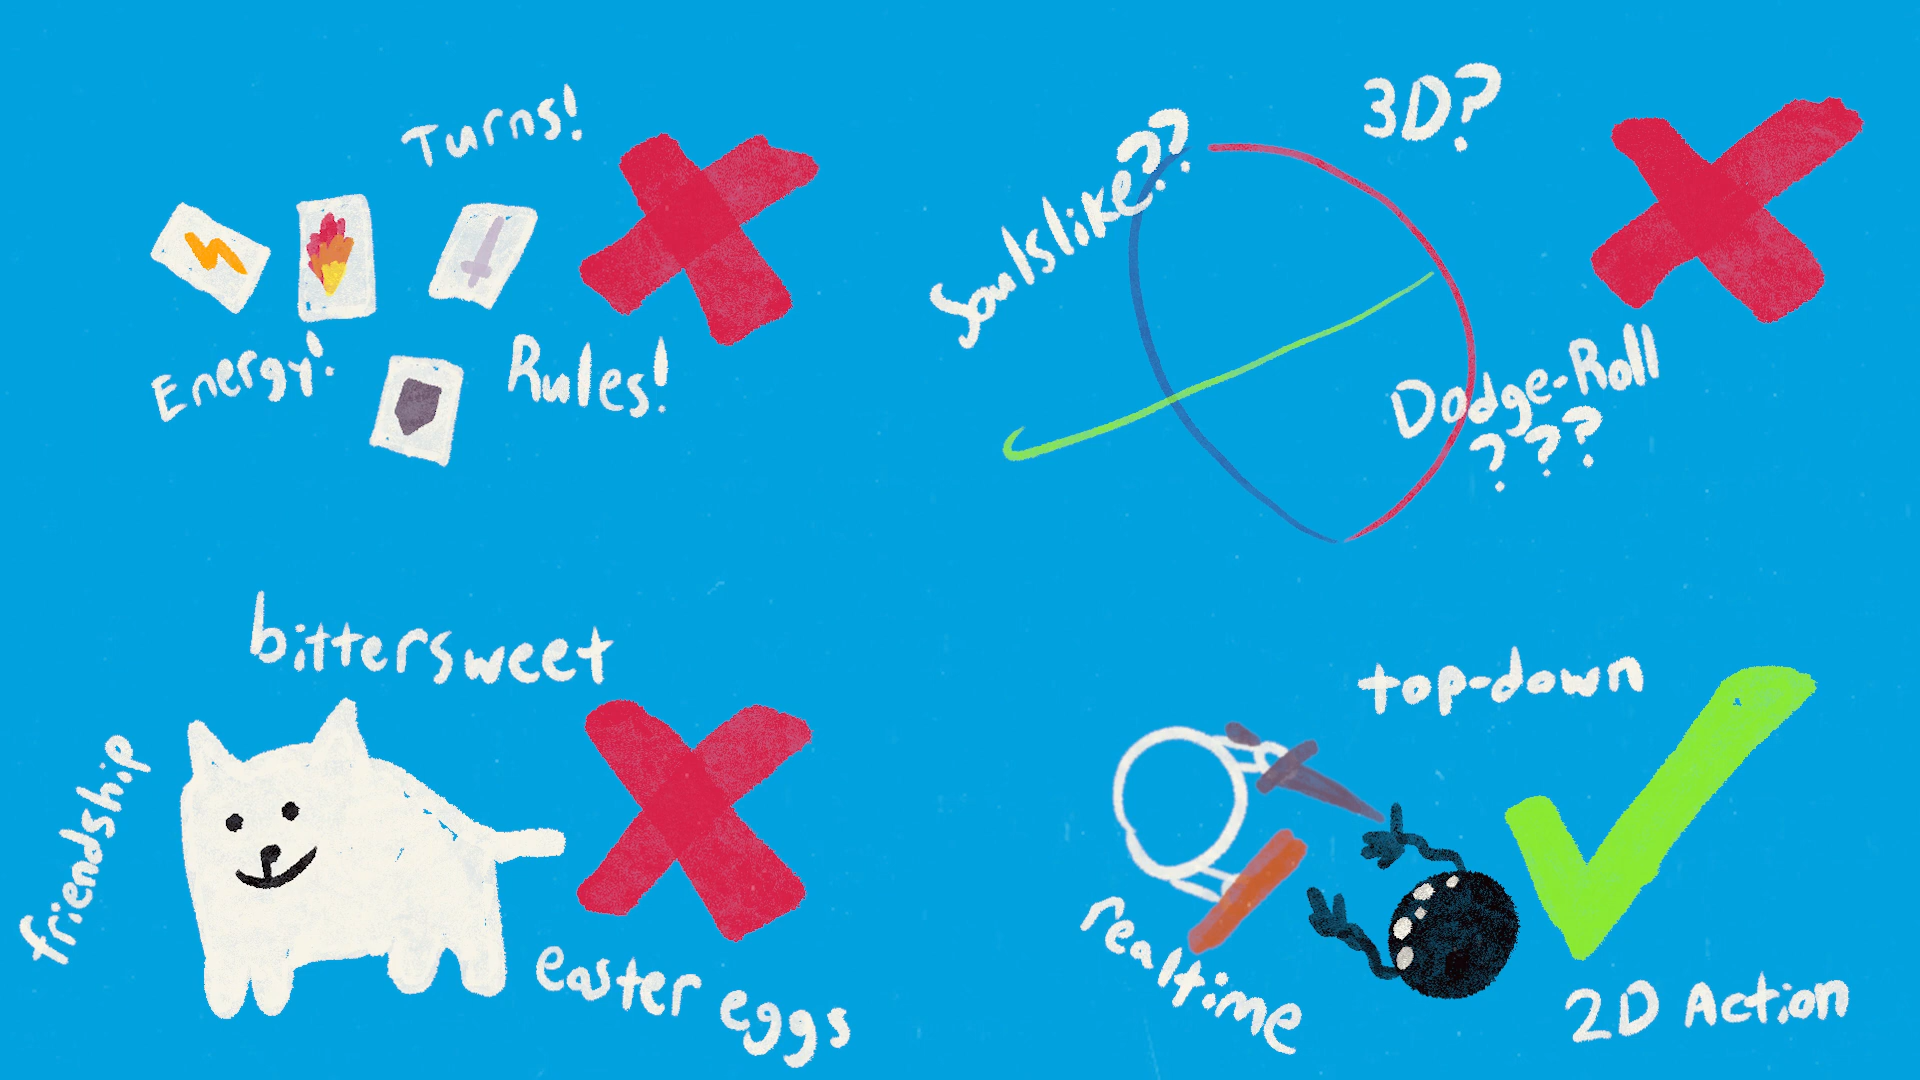 Turns!
Energy!
Rules!
Soulslike??
3D?
Dodge-Roll
???
bittersweet
friendship
easter eggs
top-down
realtime
2D Action